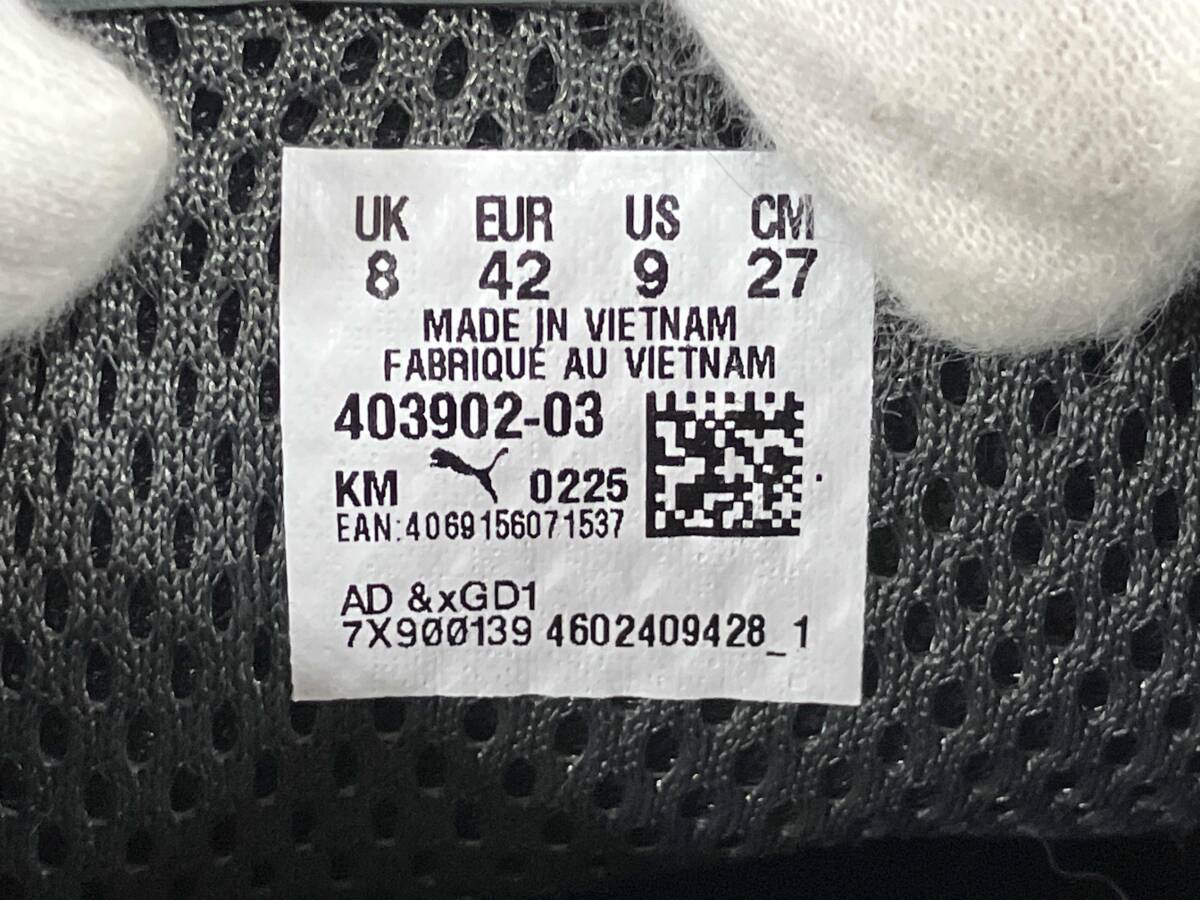 UK EUR US CM
8 42 9 27
MADE IN VIETNAM
FABRIQUÉ AU VIETNAM
403902-03
KM 0225
EAN:4069156071537
AD &xGD1
7X900139 4602409428_1